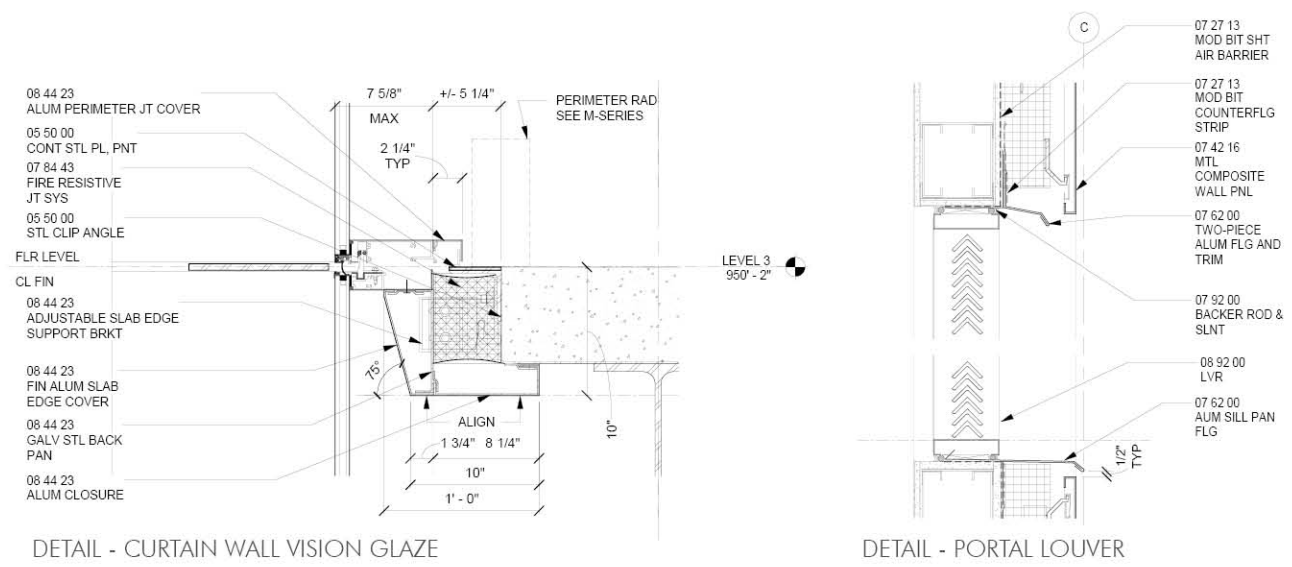 08 44 23
ALUM PERIMETER JT COVER
05 50 00
CONT STL PL, PNT
07 84 43
FIRE RESISTIVE
JT SYS
05 50 00
STL CLIP ANGLE
FLR LEVEL
CL FIN
08 44 23
ADJUSTABLE SLAB EDGE
SUPPORT BRKT
08 44 23
FIN ALUM SLAB
EDGE COVER
08 44 23
GALV STL BACK
PAN
08 44 23
ALUM CLOSURE
7 5/8"
MAX
+/- 5 1/4"
2 1/4"
TYP
PERIMETER RAD
SEE M-SERIES
LEVEL 3
950' - 2"
75°
ALIGN
1 3/4"
8 1/4"
10"
1' - 0"
10"
DETAIL - CURTAIN WALL VISION GLAZE
C
07 27 13
MOD BIT SHT
AIR BARRIER
07 27 13
MOD BIT
COUNTERFLG
STRIP
07 42 16
MTL
COMPOSITE
WALL PNL
07 62 00
TWO-PIECE
ALUM FLG AND
TRIM
07 92 00
BACKER ROD &
SLNT
08 92 00
LVR
07 62 00
AUM SILL PAN
FLG
1/2"
TYP
DETAIL - PORTAL LOUVER